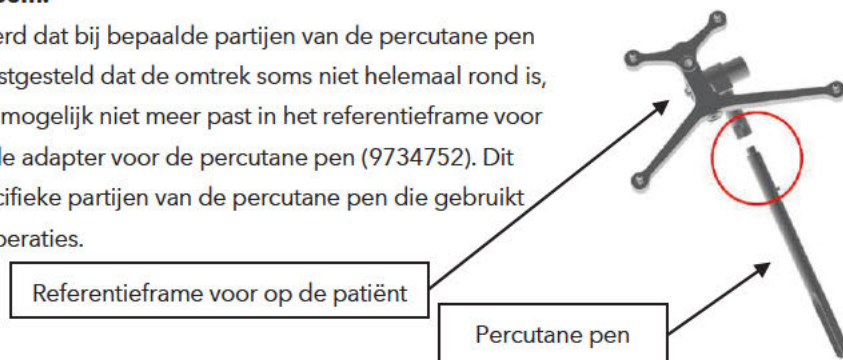 erd dat bij bepaalde partijen van de percutane pen
stgesteld dat de omtrek soms niet helemaal rond is,
mogelijk niet meer past in het referentieframe voor
le adapter voor de percutane pen (9734752). Dit
cifieke partijen van de percutane pen die gebruikt
peraties.
Referentieframe voor op de patiënt
Percutane pen